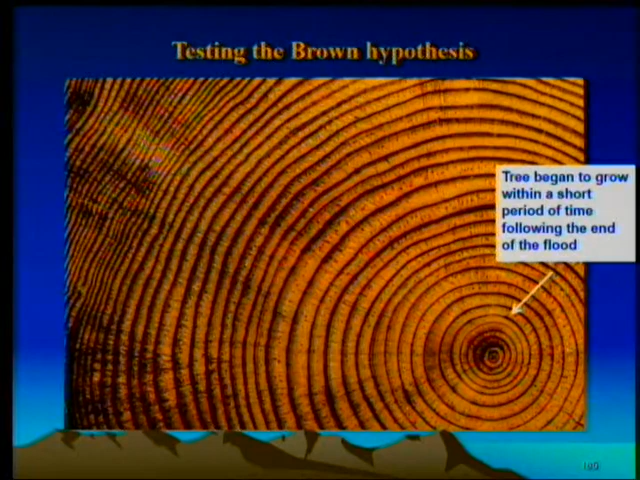 Testing the Brown hypothesis
Tree began to grow
within a short
period of time
following the end
of the flood